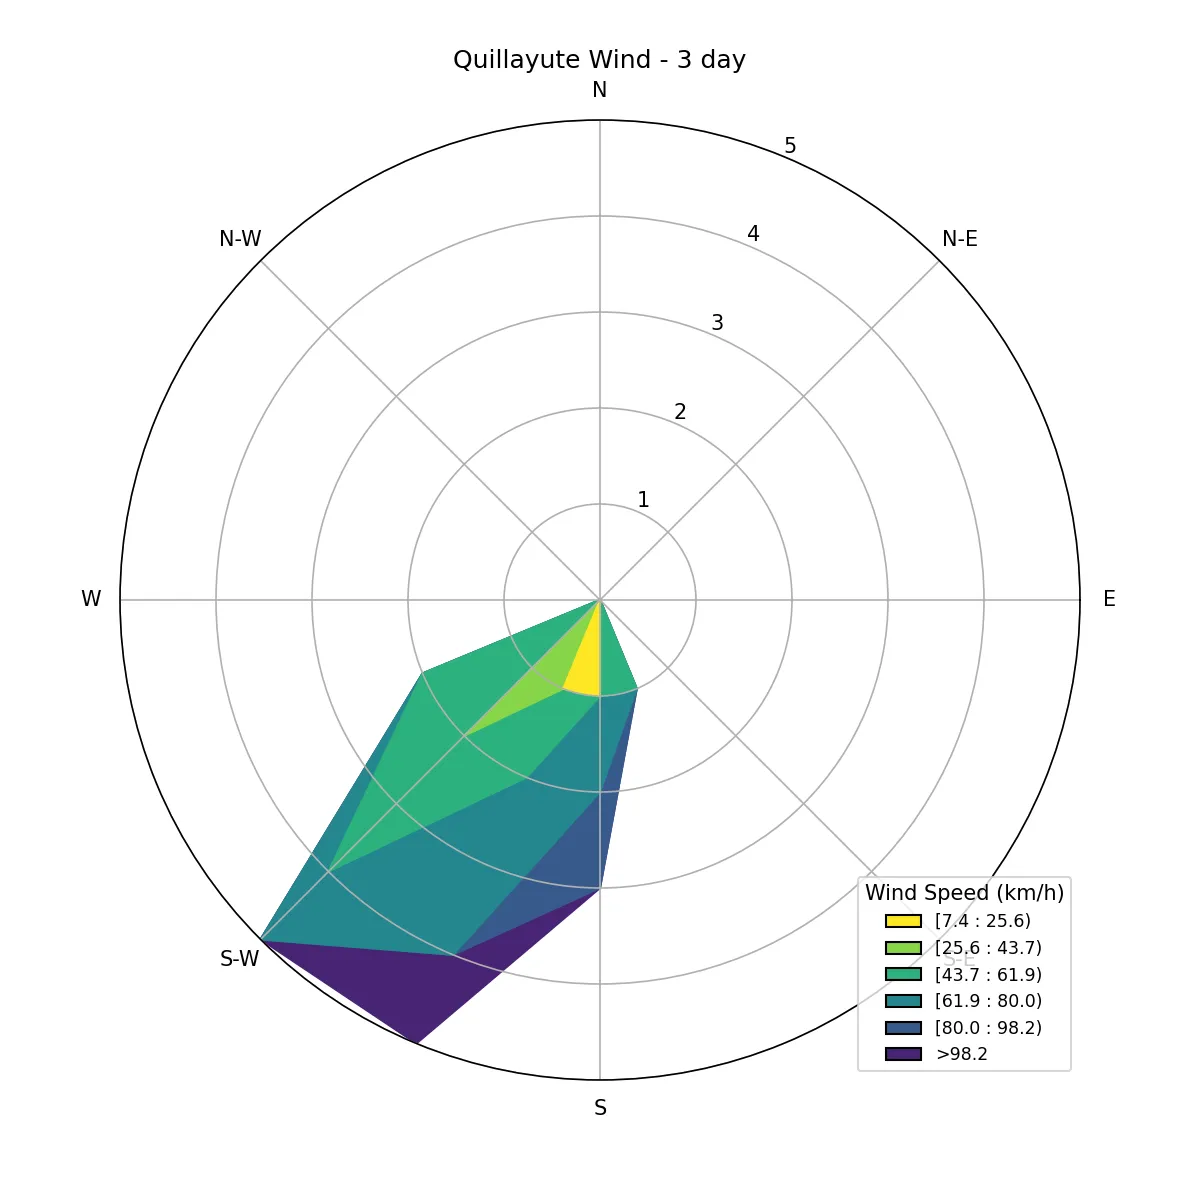 Quillayute Wind - 3 day
N
5
N-W
4
N-E
3
2
1
W
E
Wind Speed (km/h)
[7.4 : 25.6)
[25.6 : 43.7)
S-W
S-E
[43.7 : 61.9)
[61.9 : 80.0)
[80.0 : 98.2)
>98.2
S